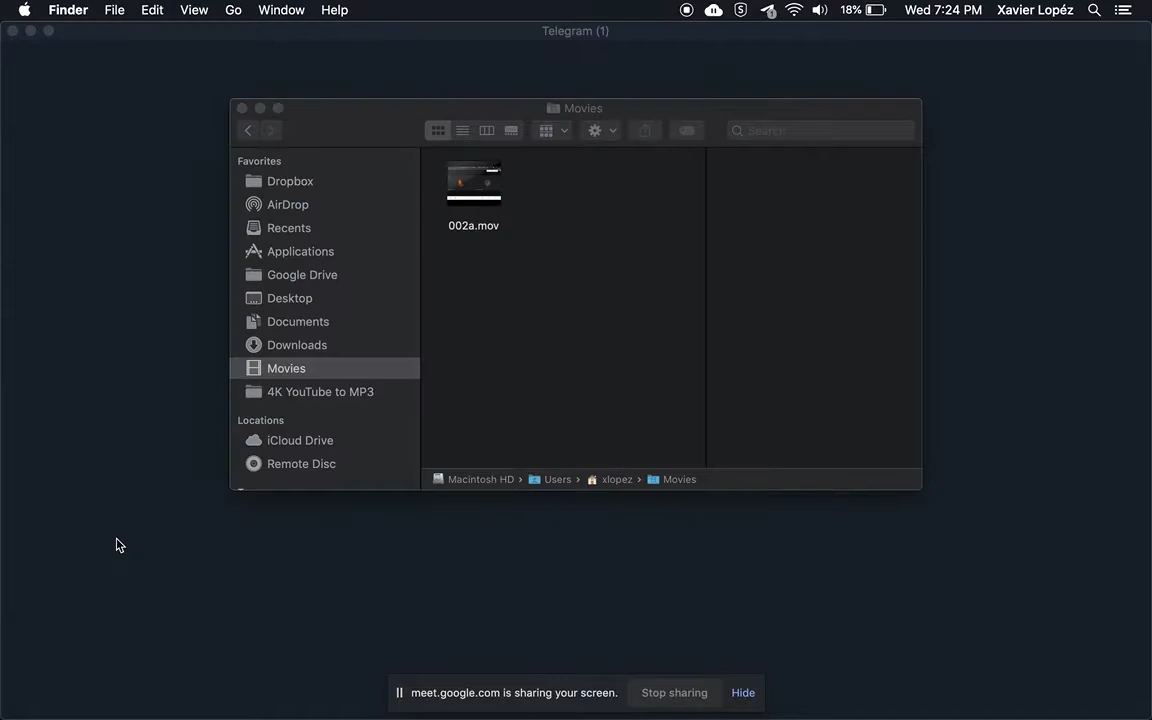 Finder File Edit View Go Window Help 18% Wed 7:24 PM Xavier Lopéz
Telegram (1)
Movies
Search
Favorites
Dropbox
AirDrop
Recents
Applications
Google Drive
Desktop
Documents
Downloads
Movies
4K YouTube to MP3
Locations
iCloud Drive
Remote Disc
002a.mov
Macintosh HD › Users › xlopez › Movies
meet.google.com is sharing your screen. Stop sharing Hide